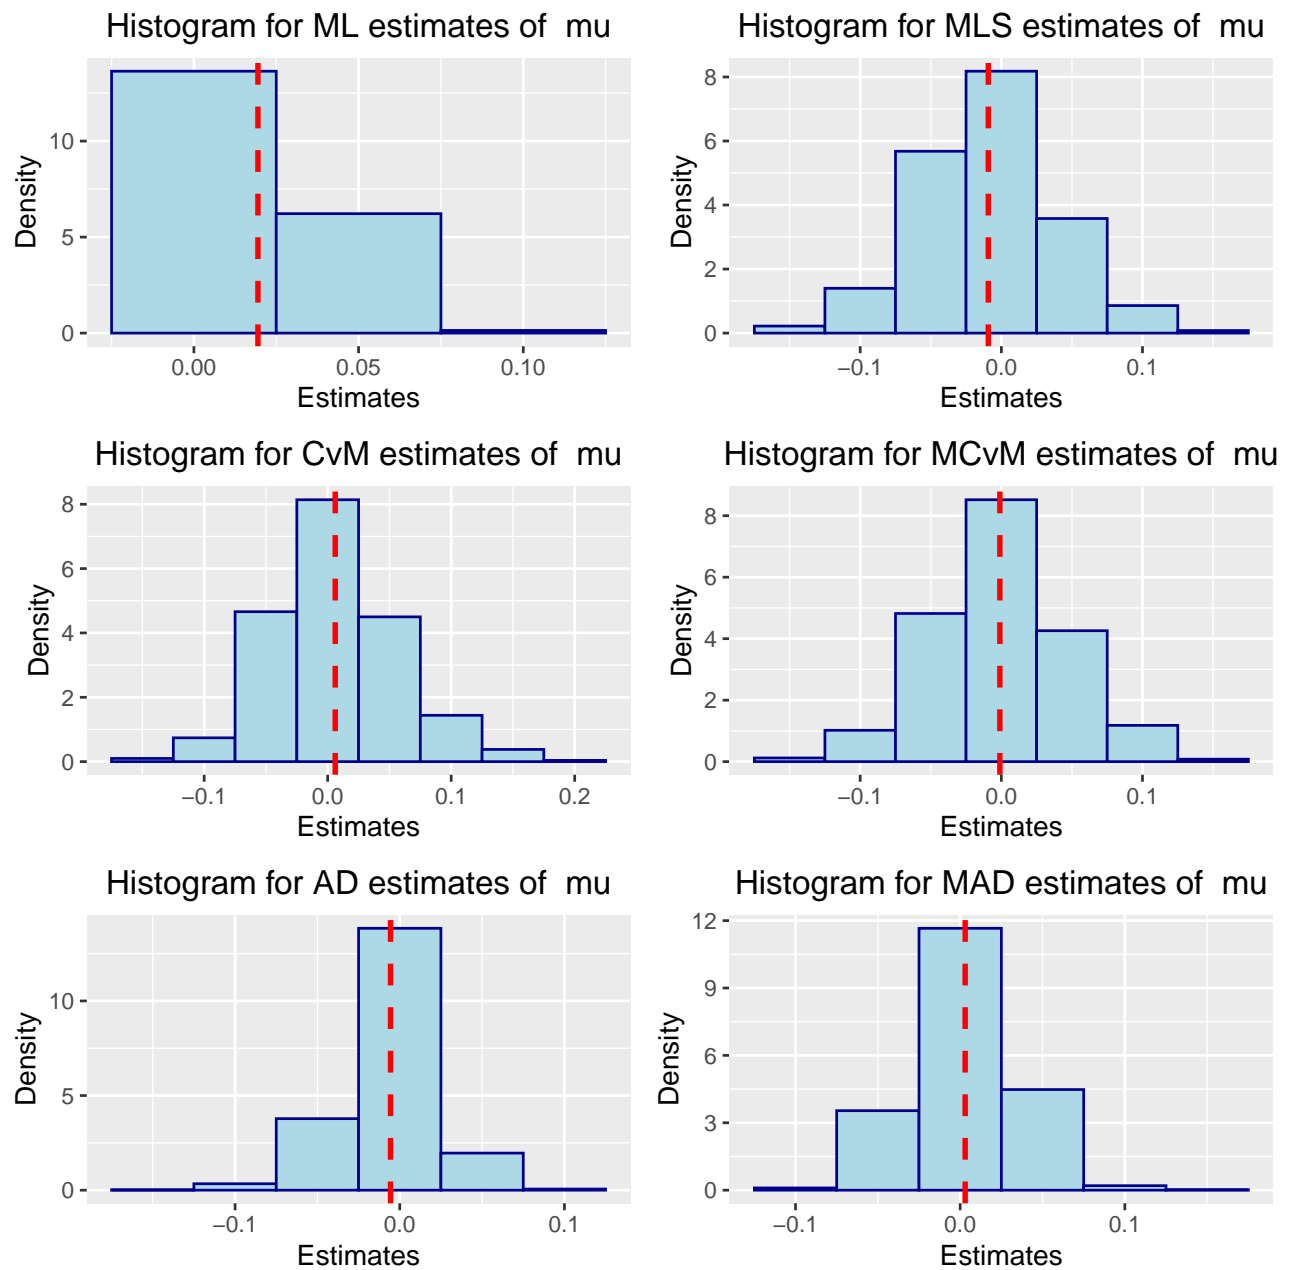 Histogram for ML estimates of  mu
Density
10
5
0
0.00 0.05 0.10
Estimates
Histogram for MLS estimates of  mu
Density
8
6
4
2
0
−0.1 0.0 0.1
Estimates
Histogram for CvM estimates of  mu
Density
8
6
4
2
0
−0.1 0.0 0.1 0.2
Estimates
Histogram for MCvM estimates of  mu
Density
8
6
4
2
0
−0.1 0.0 0.1
Estimates
Histogram for AD estimates of  mu
Density
10
5
0
−0.1 0.0 0.1
Estimates
Histogram for MAD estimates of  mu
Density
12
9
6
3
0
−0.1 0.0 0.1
Estimates